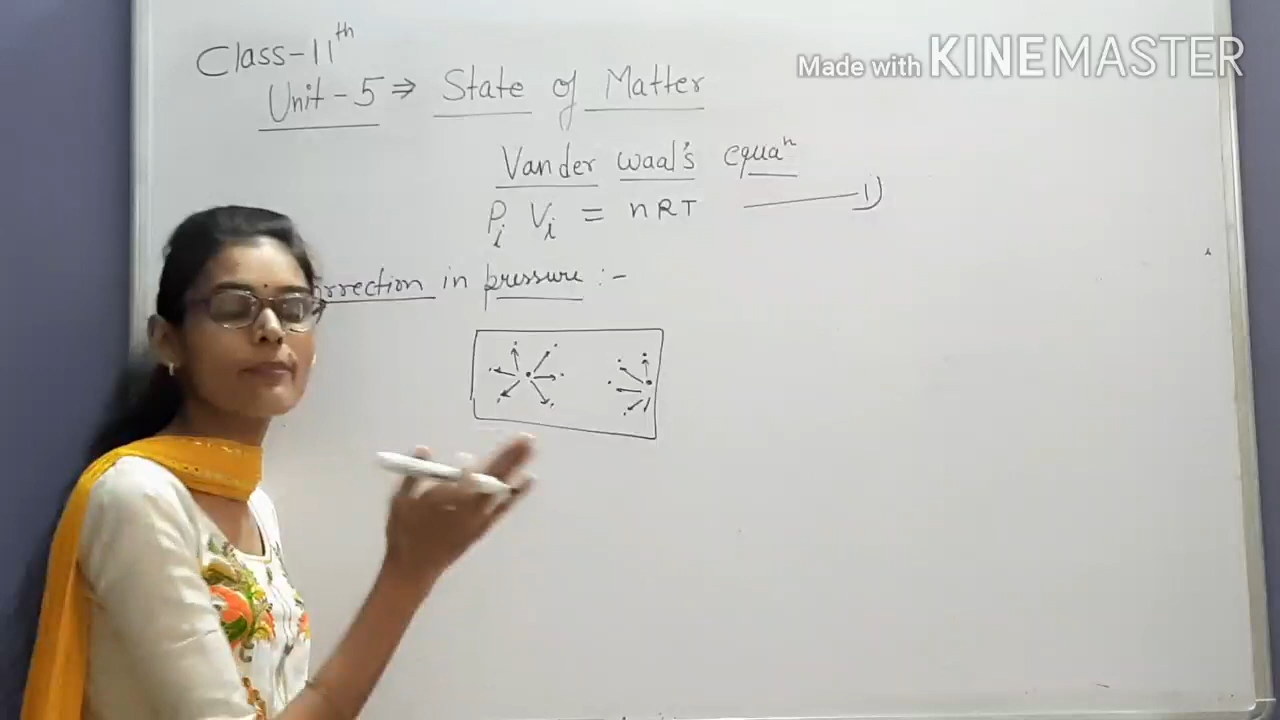 Class-11th
Made with KINEMASTER
Unit-5 ⇒ State of Matter
Vander waal's equaⁿ
Pi Vi = nRT ——— 1)
in pressure :-